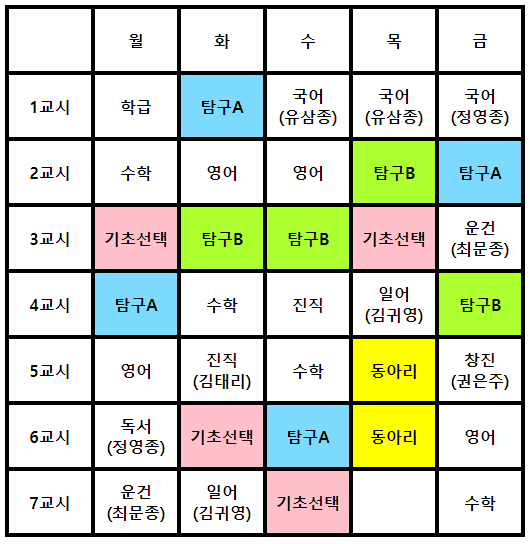 월 화 수 목 금
1교시 학급 탐구A 국어 (유삼종) 국어 (유삼종) 국어 (정영종)
2교시 수학 영어 영어 탐구B 탐구A
3교시 기초선택 탐구B 탐구B 기초선택 운건 (최문종)
4교시 탐구A 수학 진직 일어 (김귀영) 탐구B
5교시 영어 진직 (김태리) 수학 동아리 창진 (권은주)
6교시 독서 (정영종) 기초선택 탐구A 동아리 영어
7교시 운건 (최문종) 일어 (김귀영) 기초선택 수학